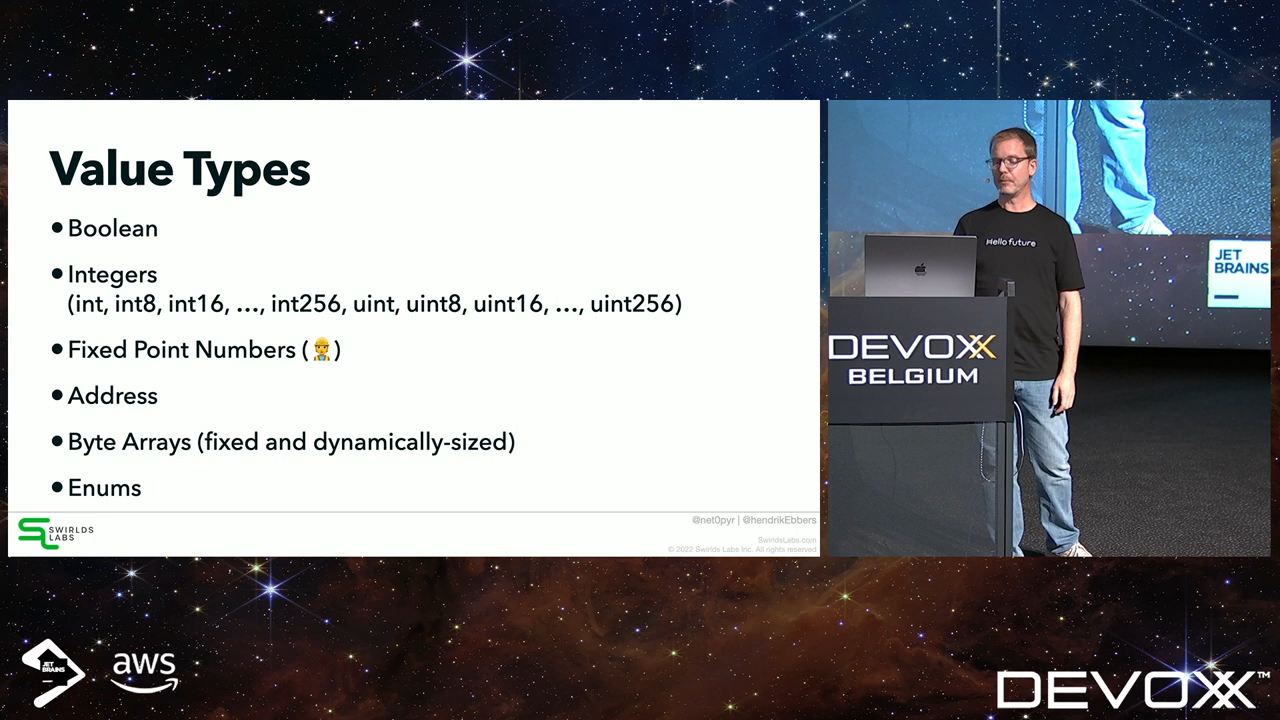 Value Types
• Boolean
• Integers
(int, int8, int16, ..., int256, uint, uint8, uint16, ..., uint256)
• Fixed Point Numbers (👷)
• Address
• Byte Arrays (fixed and dynamically-sized)
• Enums
SWIRLDS
LABS
@net0pyr | @hendrikEbbers
SwirldsLabs.com
© 2022 Swirlds Labs Inc. All rights reserved
Hello future
JET
BRAINS
DEVOXX
BELGIUM
JET
BRAINS
aws
DEVOXX™